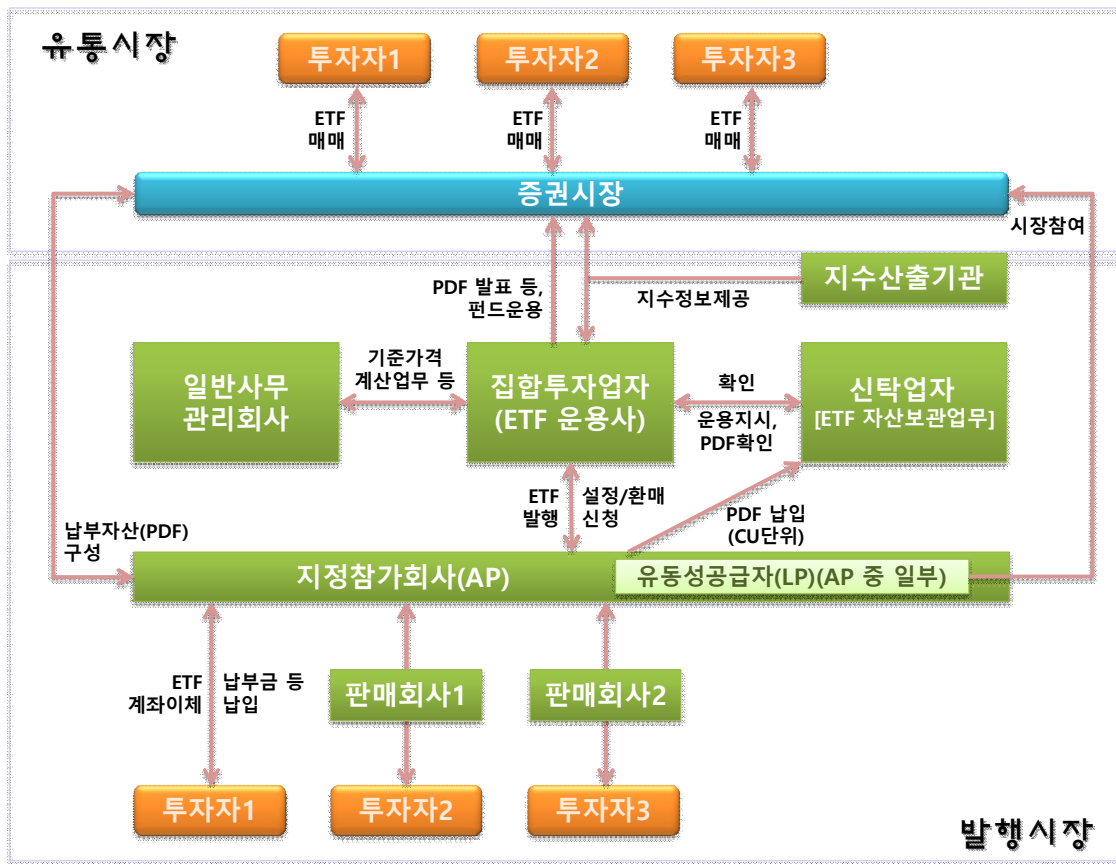 유통시장
투자자1
투자자2
투자자3
ETF
매매
ETF
매매
ETF
매매
증권시장
시장참여
PDF 발표 등,
펀드운용
지수정보제공
지수산출기관
일반사무
관리회사
기준가격
계산업무 등
집합투자업자
(ETF 운용사)
확인
운용지시,
PDF확인
신탁업자
[ETF 자산보관업무]
납부자산(PDF)
구성
ETF
발행
설정/환매
신청
PDF 납입
(CU단위)
지정참가회사(AP)
유동성공급자(LP)(AP 중 일부)
ETF
계좌이체
납부금 등
납입
판매회사1
판매회사2
투자자1
투자자2
투자자3
발행시장